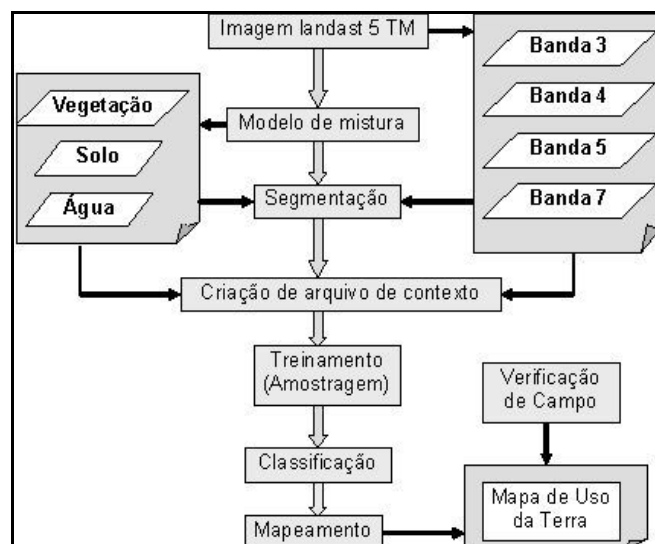 Imagem landast 5 TM
Banda 3
Banda 4
Banda 5
Banda 7
Vegetação
Solo
Água
Modelo de mistura
Segmentação
Criação de arquivo de contexto
Treinamento
(Amostragem)
Verificação
de Campo
Classificação
Mapeamento
Mapa de Uso
da Terra